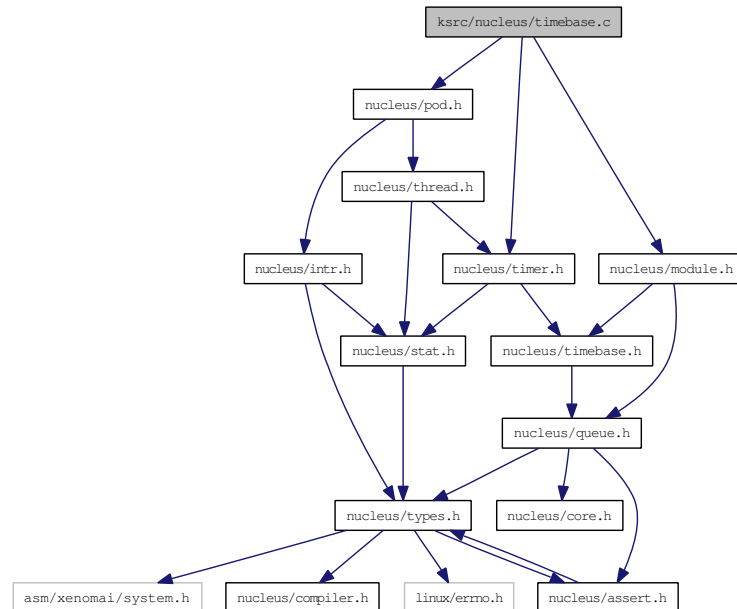 ksrc/nucleus/timebase.c
nucleus/pod.h
nucleus/thread.h
nucleus/intr.h
nucleus/timer.h
nucleus/module.h
nucleus/stat.h
nucleus/timebase.h
nucleus/queue.h
nucleus/types.h
nucleus/core.h
asm/xenomai/system.h
nucleus/compiler.h
linux/errno.h
nucleus/assert.h